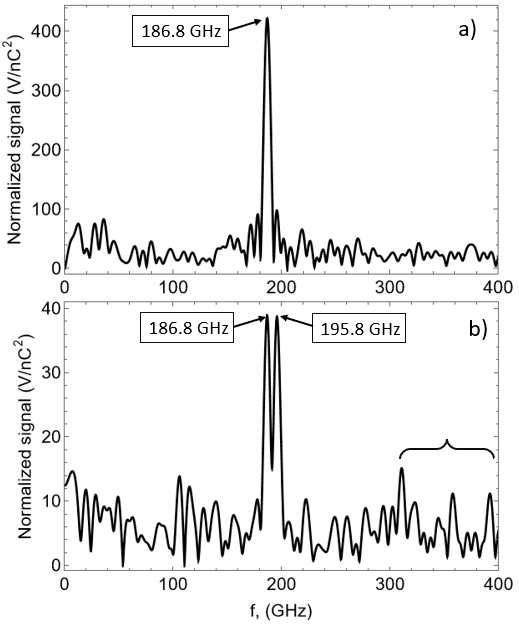 a)
186.8 GHz
Normalized signal (V/nC²)
400
300
200
100
0
0 100 200 300 400
b)
186.8 GHz 195.8 GHz
Normalized signal (V/nC²)
40
30
20
10
0
0 100 200 300 400
f, (GHz)